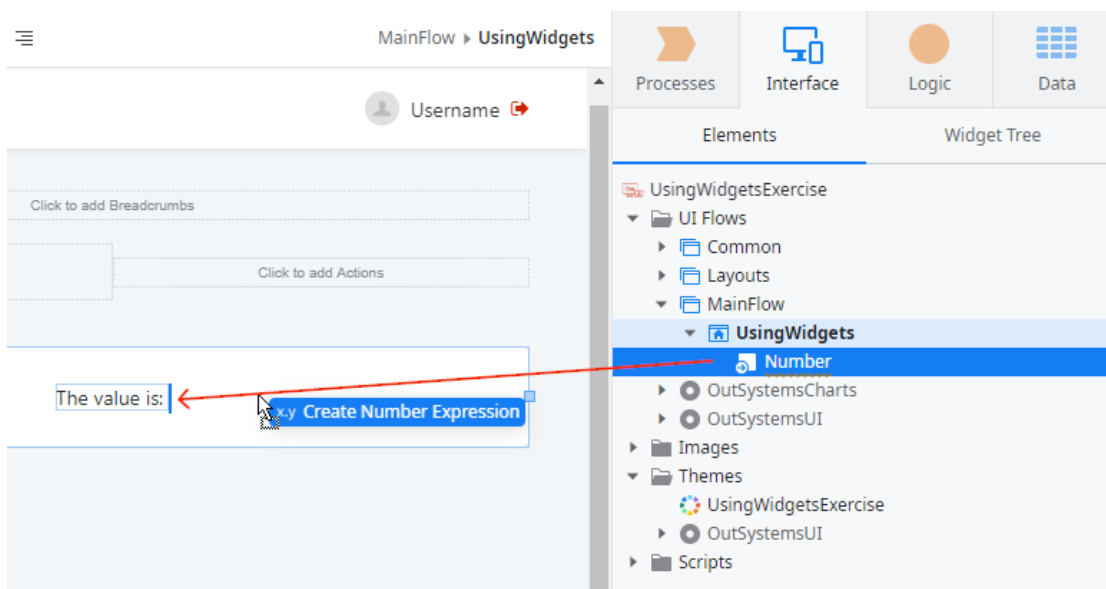 MainFlow ▸ UsingWidgets
Username
Click to add Breadcrumbs
Click to add Actions
The value is:
x.y Create Number Expression
Processes
Interface
Logic
Data
Elements
Widget Tree
UsingWidgetsExercise
UI Flows
Common
Layouts
MainFlow
UsingWidgets
Number
OutSystemsCharts
OutSystemsUI
Images
Themes
UsingWidgetsExercise
OutSystemsUI
Scripts